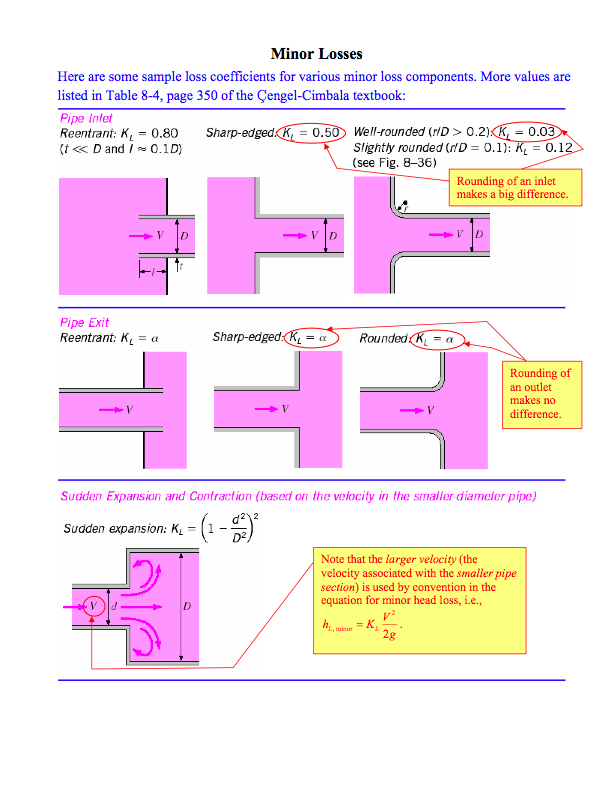 Minor Losses
Here are some sample loss coefficients for various minor loss components. More values are
listed in Table 8-4, page 350 of the Çengel-Cimbala textbook:
Pipe Inlet
Reentrant: K_L = 0.80
(t << D and l ≈ 0.1D)
Sharp-edged: K_L = 0.50
Well-rounded (r/D > 0.2): K_L = 0.03
Slightly rounded (r/D = 0.1): K_L = 0.12
(see Fig. 8–36)
Rounding of an inlet
makes a big difference.
V D
l
t
V D
r
V D
Pipe Exit
Reentrant: K_L = α
Sharp-edged: K_L = α
Rounded: K_L = α
Rounding of
an outlet
makes no
difference.
V
V
V
Sudden Expansion and Contraction (based on the velocity in the smaller-diameter pipe)
Sudden expansion: K_L = (1 − d²/D²)²
V d D
Note that the larger velocity (the
velocity associated with the smaller pipe
section) is used by convention in the
equation for minor head loss, i.e.,
h_L, minor = K_L V²/2g .